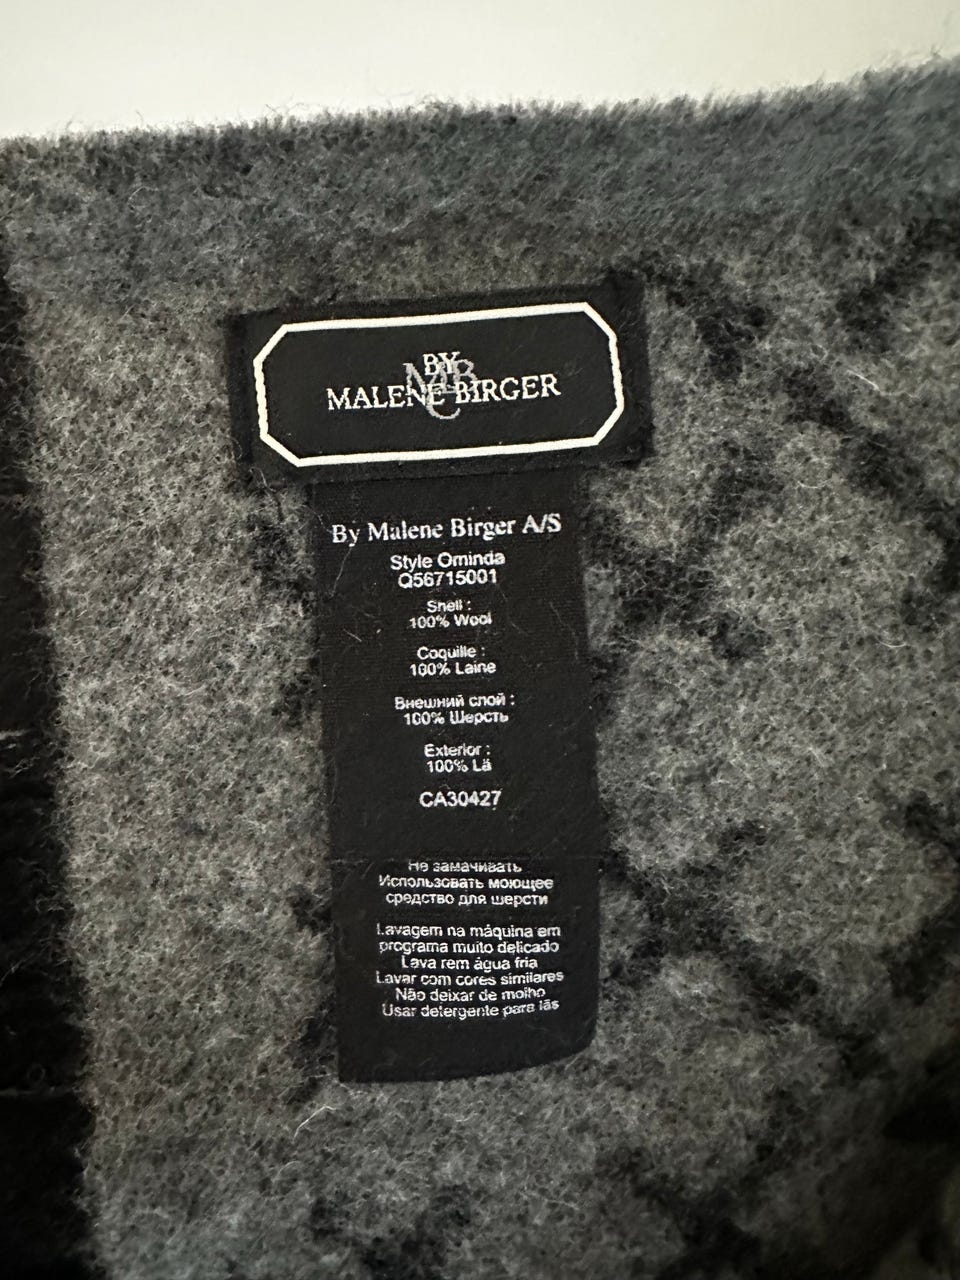 BY
MALENE BIRGER
By Malene Birger A/S
Style Ominda
Q56715001
Shell :
100% Wool
Coquille :
100% Laine
Внешний слой :
100% Шерсть
Exterior :
100% Lã
CA30427
Не замачивать
Использовать моющее
средство для шерсти
Lavagem na máquina em
programa muito delicado
Lava rem água fria
Lavar com cores similares
Não deixar de molho
Usar detergente para lãs